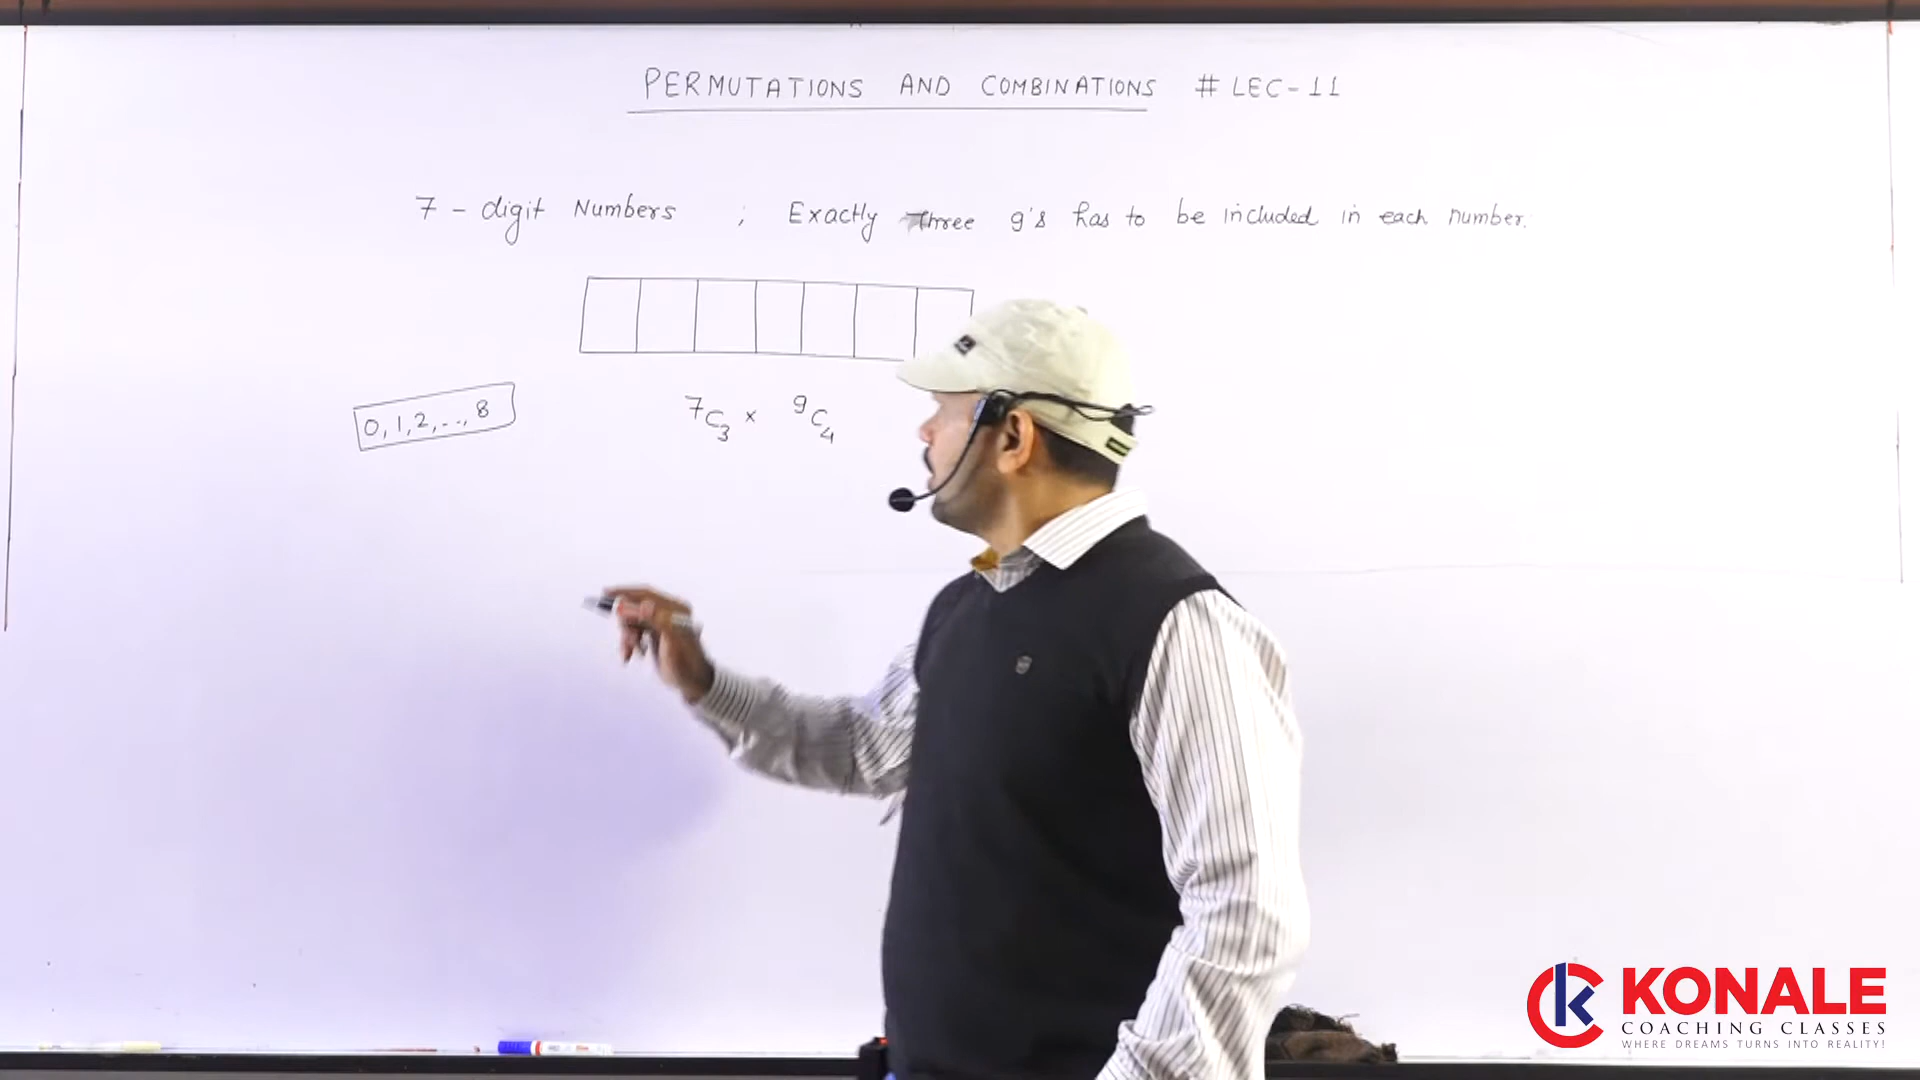 PERMUTATIONS AND COMBINATIONS # LEC-11
7 - digit Numbers ; Exactly Three 9's has to be included in each number.
0, 1, 2, ..., 8
⁷C₃ × ⁹C₄
KONALE
COACHING CLASSES
WHERE DREAMS TURNS INTO REALITY!